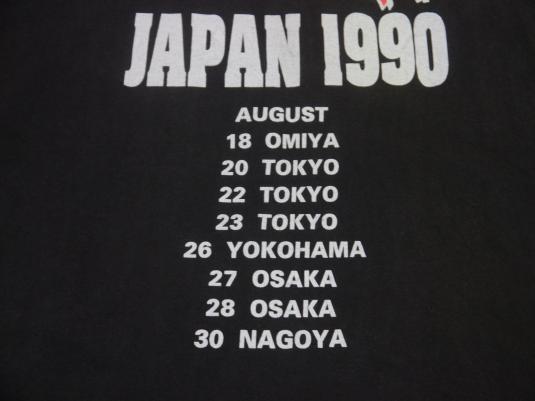 JAPAN 1990
AUGUST
18 OMIYA
20 TOKYO
22 TOKYO
23 TOKYO
26 YOKOHAMA
27 OSAKA
28 OSAKA
30 NAGOYA